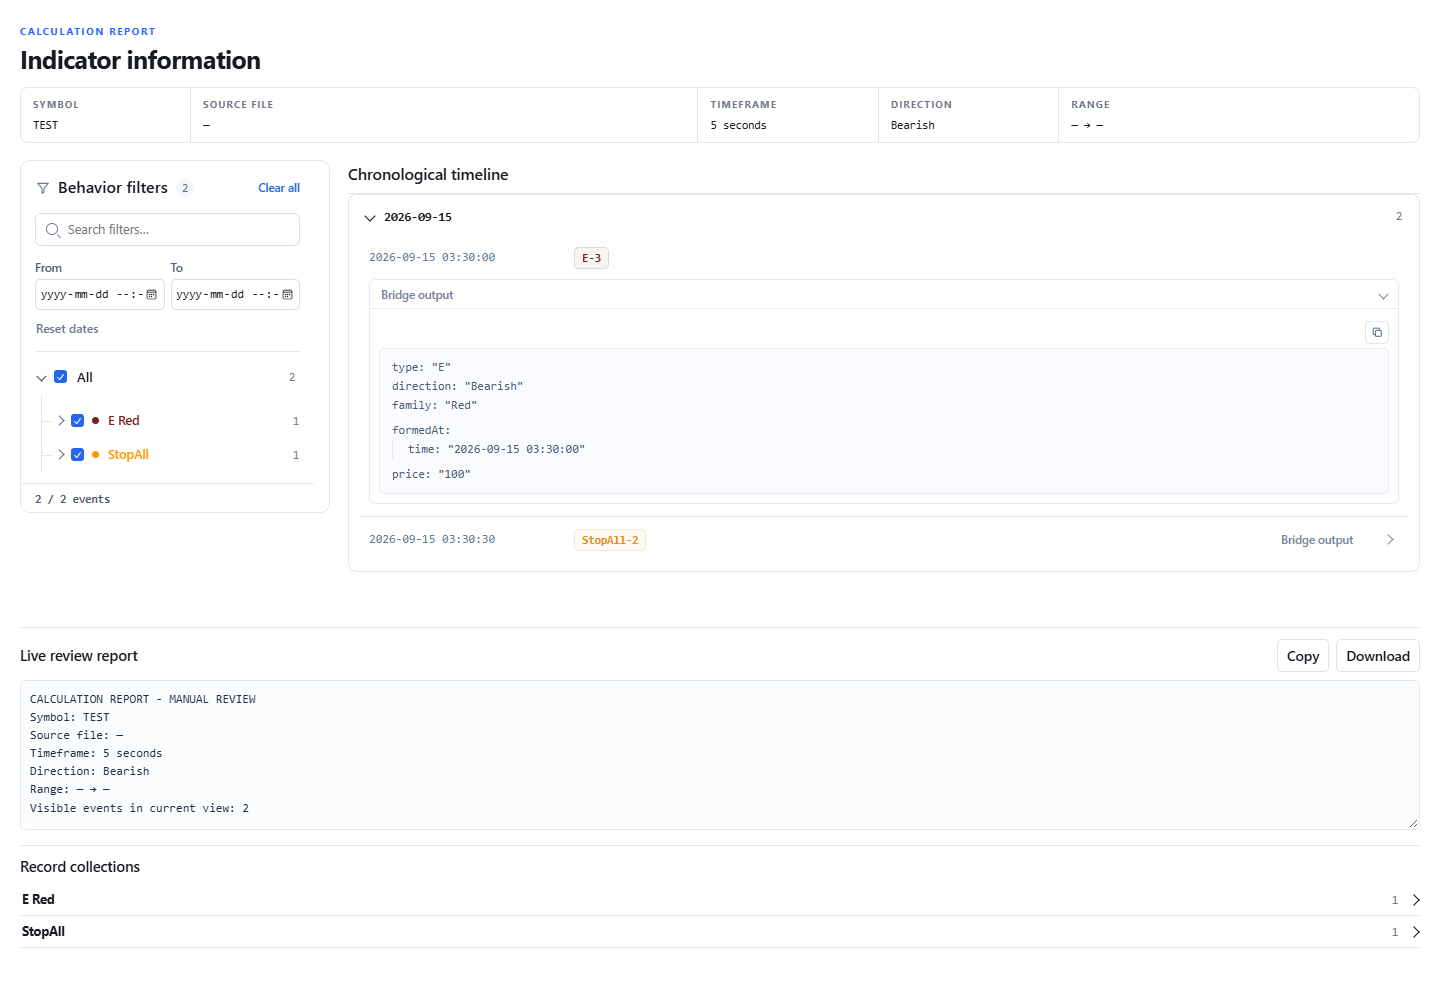 CALCULATION REPORT
Indicator information
SYMBOL
TEST
SOURCE FILE
—
TIMEFRAME
5 seconds
DIRECTION
Bearish
RANGE
— → —
Behavior filters 2 Clear all
Search filters...
From To
yyyy-mm-dd --:- yyyy-mm-dd --:-
Reset dates
All 2
E Red 1
StopAll 1
2 / 2 events
Chronological timeline
2026-09-15 2
2026-09-15 03:30:00 E-3
Bridge output
type: "E"
direction: "Bearish"
family: "Red"
formedAt:
time: "2026-09-15 03:30:00"
price: "100"
2026-09-15 03:30:30 StopAll-2 Bridge output
Live review report Copy Download
CALCULATION REPORT - MANUAL REVIEW
Symbol: TEST
Source file: —
Timeframe: 5 seconds
Direction: Bearish
Range: — → —
Visible events in current view: 2
Record collections
E Red 1
StopAll 1